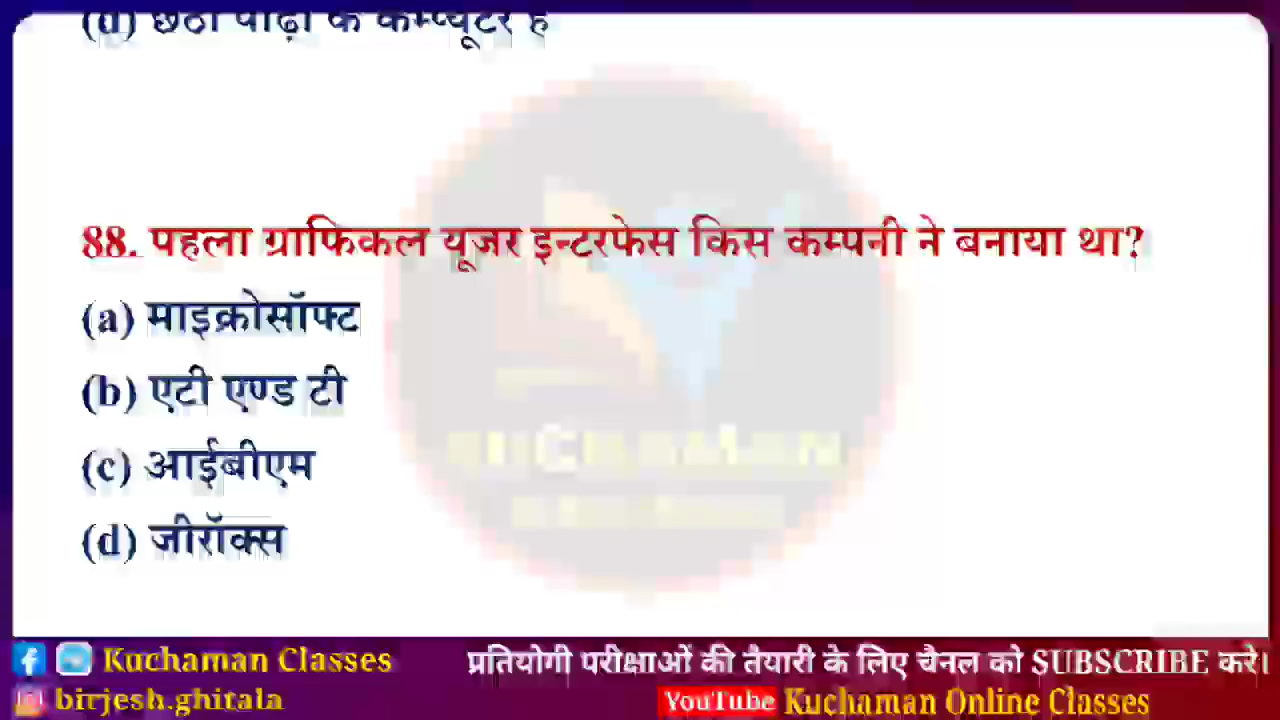 (d) छठी पीढ़ी के कम्प्यूटर है
88. पहला ग्राफिकल यूजर इन्टरफेस किस कम्पनी ने बनाया था?
(a) माइक्रोसॉफ्ट
(b) एटी एण्ड टी
(c) आईबीएम
(d) जीरॉक्स
KUCHAMAN
Kuchaman Classes
प्रतियोगी परीक्षाओं की तैयारी के लिए चैनल को SUBSCRIBE करे।
birjesh.ghitala
YouTube Kuchaman Online Classes